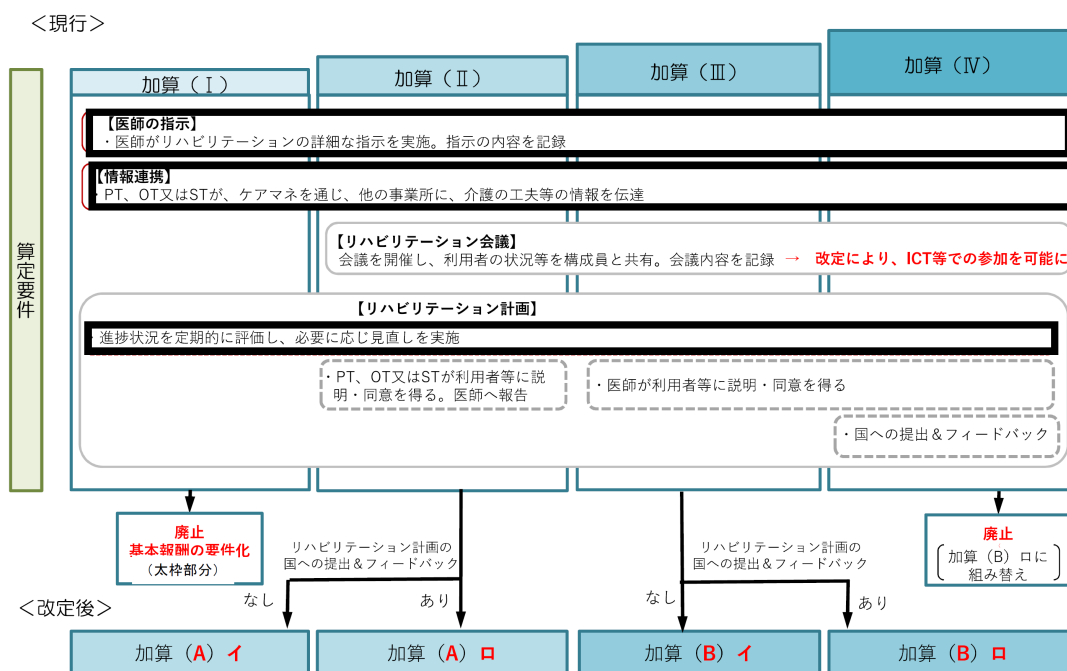 ＜現行＞
加算（Ⅰ）
加算（Ⅱ）
加算（Ⅲ）
加算（Ⅳ）
算定要件
【医師の指示】
・医師がリハビリテーションの詳細な指示を実施。指示の内容を記録
【情報連携】
・PT、OT又はSTが、ケアマネを通じ、他の事業所に、介護の工夫等の情報を伝達
【リハビリテーション会議】
会議を開催し、利用者の状況等を構成員と共有。会議内容を記録 → 改定により、ICT等での参加を可能に
【リハビリテーション計画】
・進捗状況を定期的に評価し、必要に応じ見直しを実施
・PT、OT又はSTが利用者等に説
明・同意を得る。医師へ報告
・医師が利用者等に説明・同意を得る
・国への提出＆フィードバック
廃止
基本報酬の要件化
（太枠部分）
リハビリテーション計画の
国への提出＆フィードバック
リハビリテーション計画の
国への提出＆フィードバック
廃止
加算（B）ロに
組み替え
＜改定後＞
なし
あり
なし
あり
加算（A）イ
加算（A）ロ
加算（B）イ
加算（B）ロ